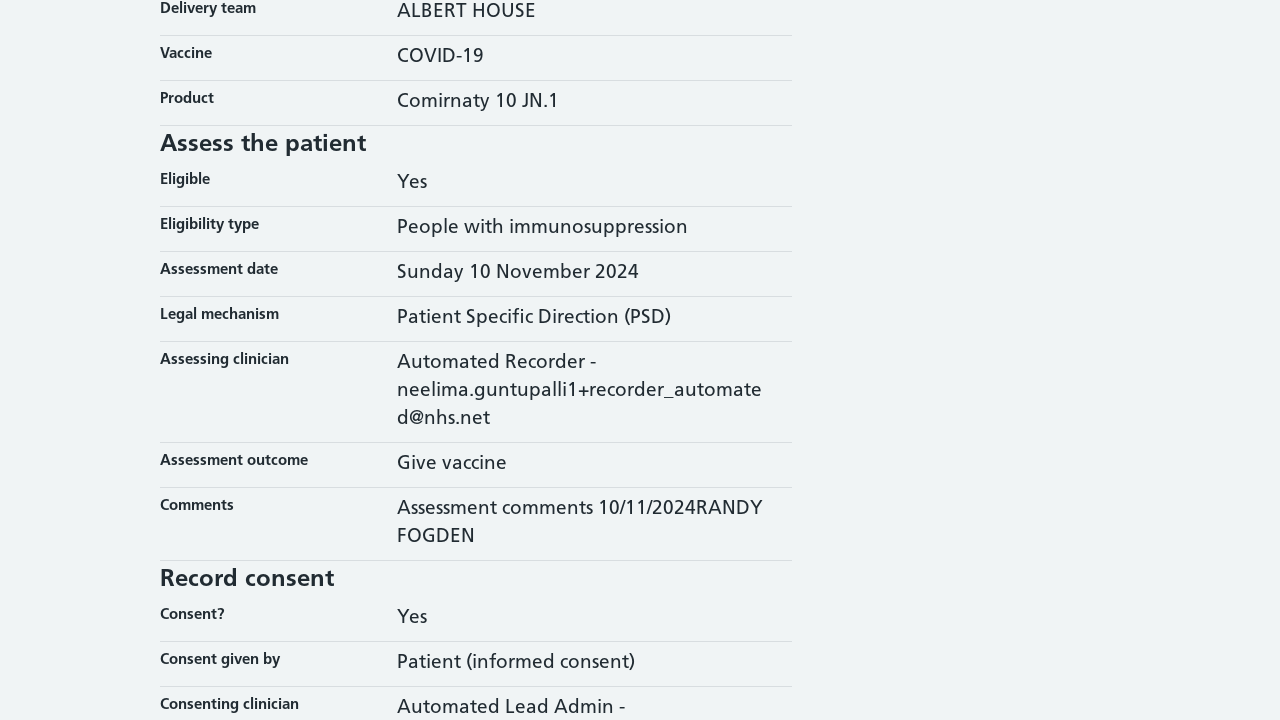 Delivery team ALBERT HOUSE
Vaccine COVID-19
Product Comirnaty 10 JN.1
Assess the patient
Eligible Yes
Eligibility type People with immunosuppression
Assessment date Sunday 10 November 2024
Legal mechanism Patient Specific Direction (PSD)
Assessing clinician Automated Recorder -
neelima.guntupalli1+recorder_automate
d@nhs.net
Assessment outcome Give vaccine
Comments Assessment comments 10/11/2024RANDY
FOGDEN
Record consent
Consent? Yes
Consent given by Patient (informed consent)
Consenting clinician Automated Lead Admin -